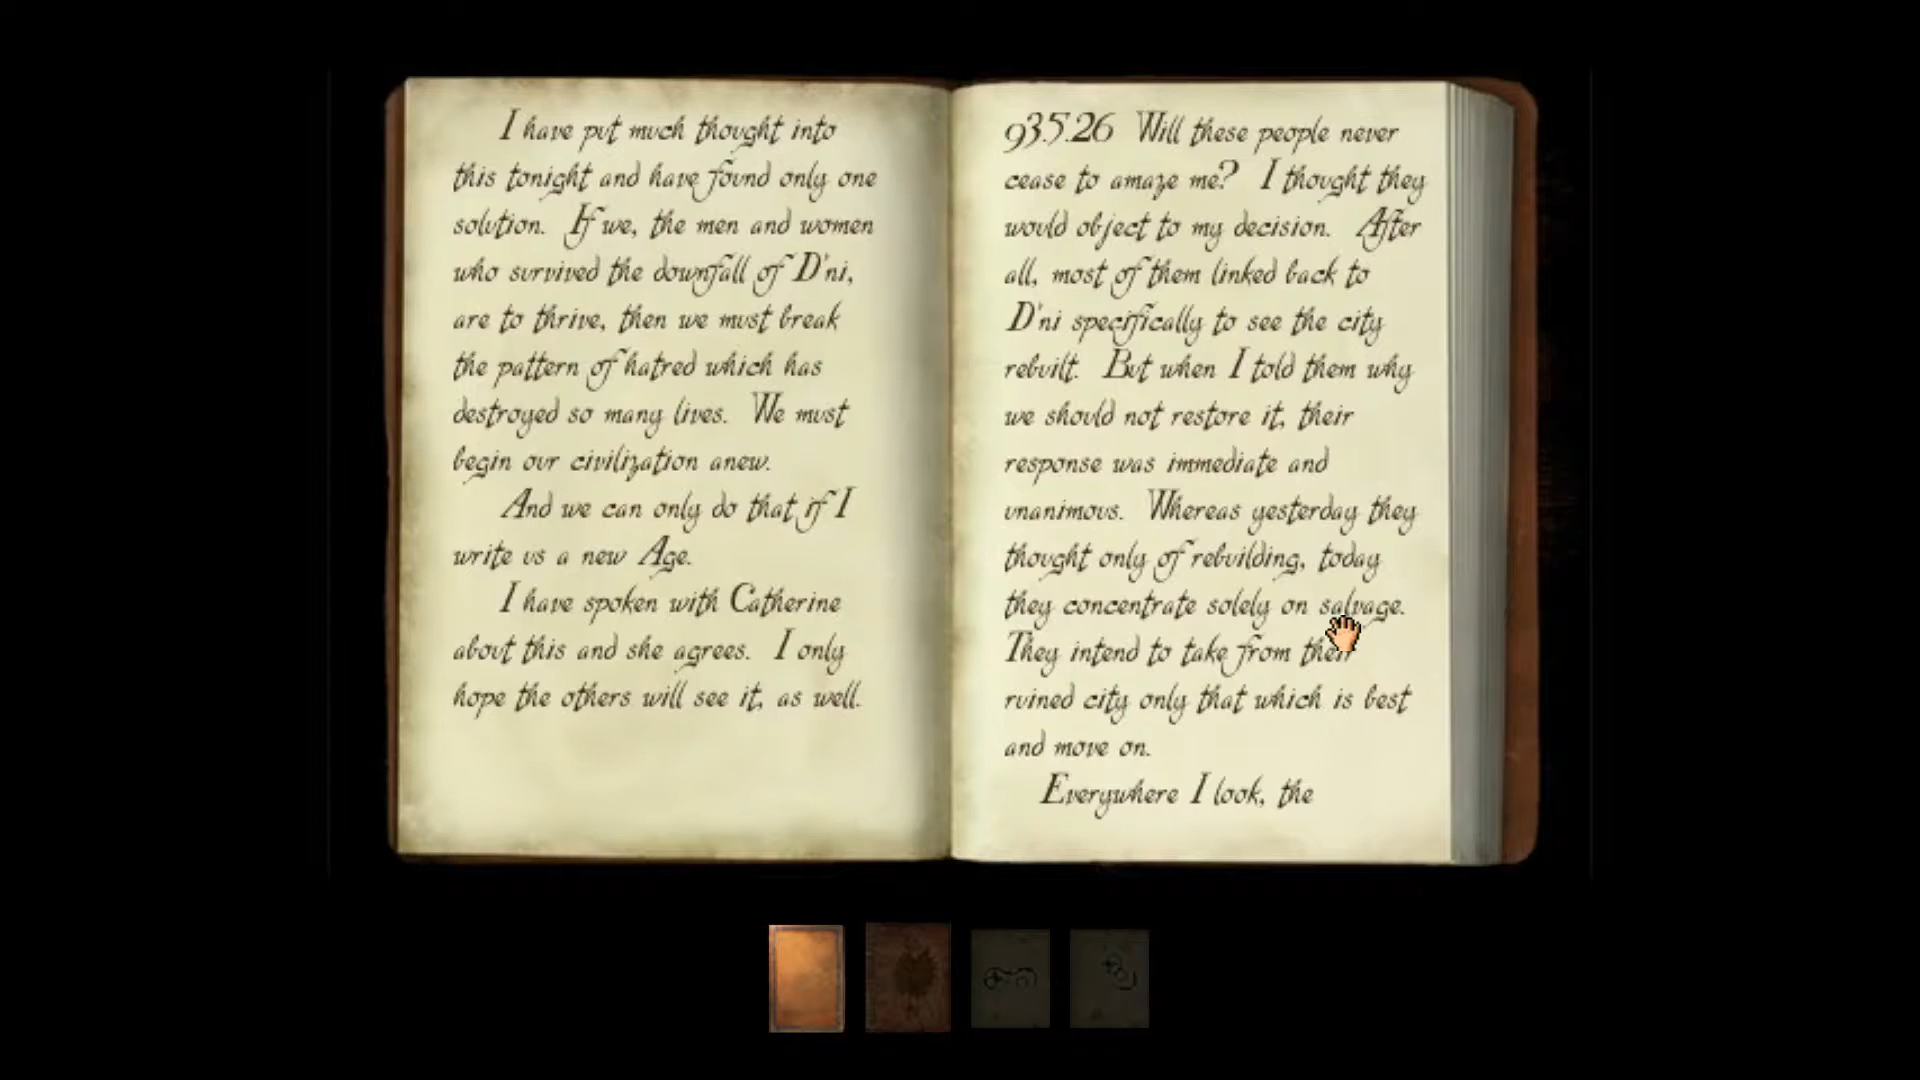 I have put much thought into
this tonight and have found only one
solution. If we, the men and women
who survived the downfall of D'ni,
are to thrive, then we must break
the pattern of hatred which has
destroyed so many lives. We must
begin our civilization anew.
And we can only do that if I
write us a new Age.
I have spoken with Catherine
about this and she agrees. I only
hope the others will see it, as well.
93.5.26 Will these people never
cease to amaze me? I thought they
would object to my decision. After
all, most of them linked back to
D'ni specifically to see the city
rebuilt. But when I told them why
we should not restore it, their
response was immediate and
unanimous. Whereas yesterday they
thought only of rebuilding, today
they concentrate solely on salvage.
They intend to take from their
ruined city only that which is best
and move on.
Everywhere I look, the